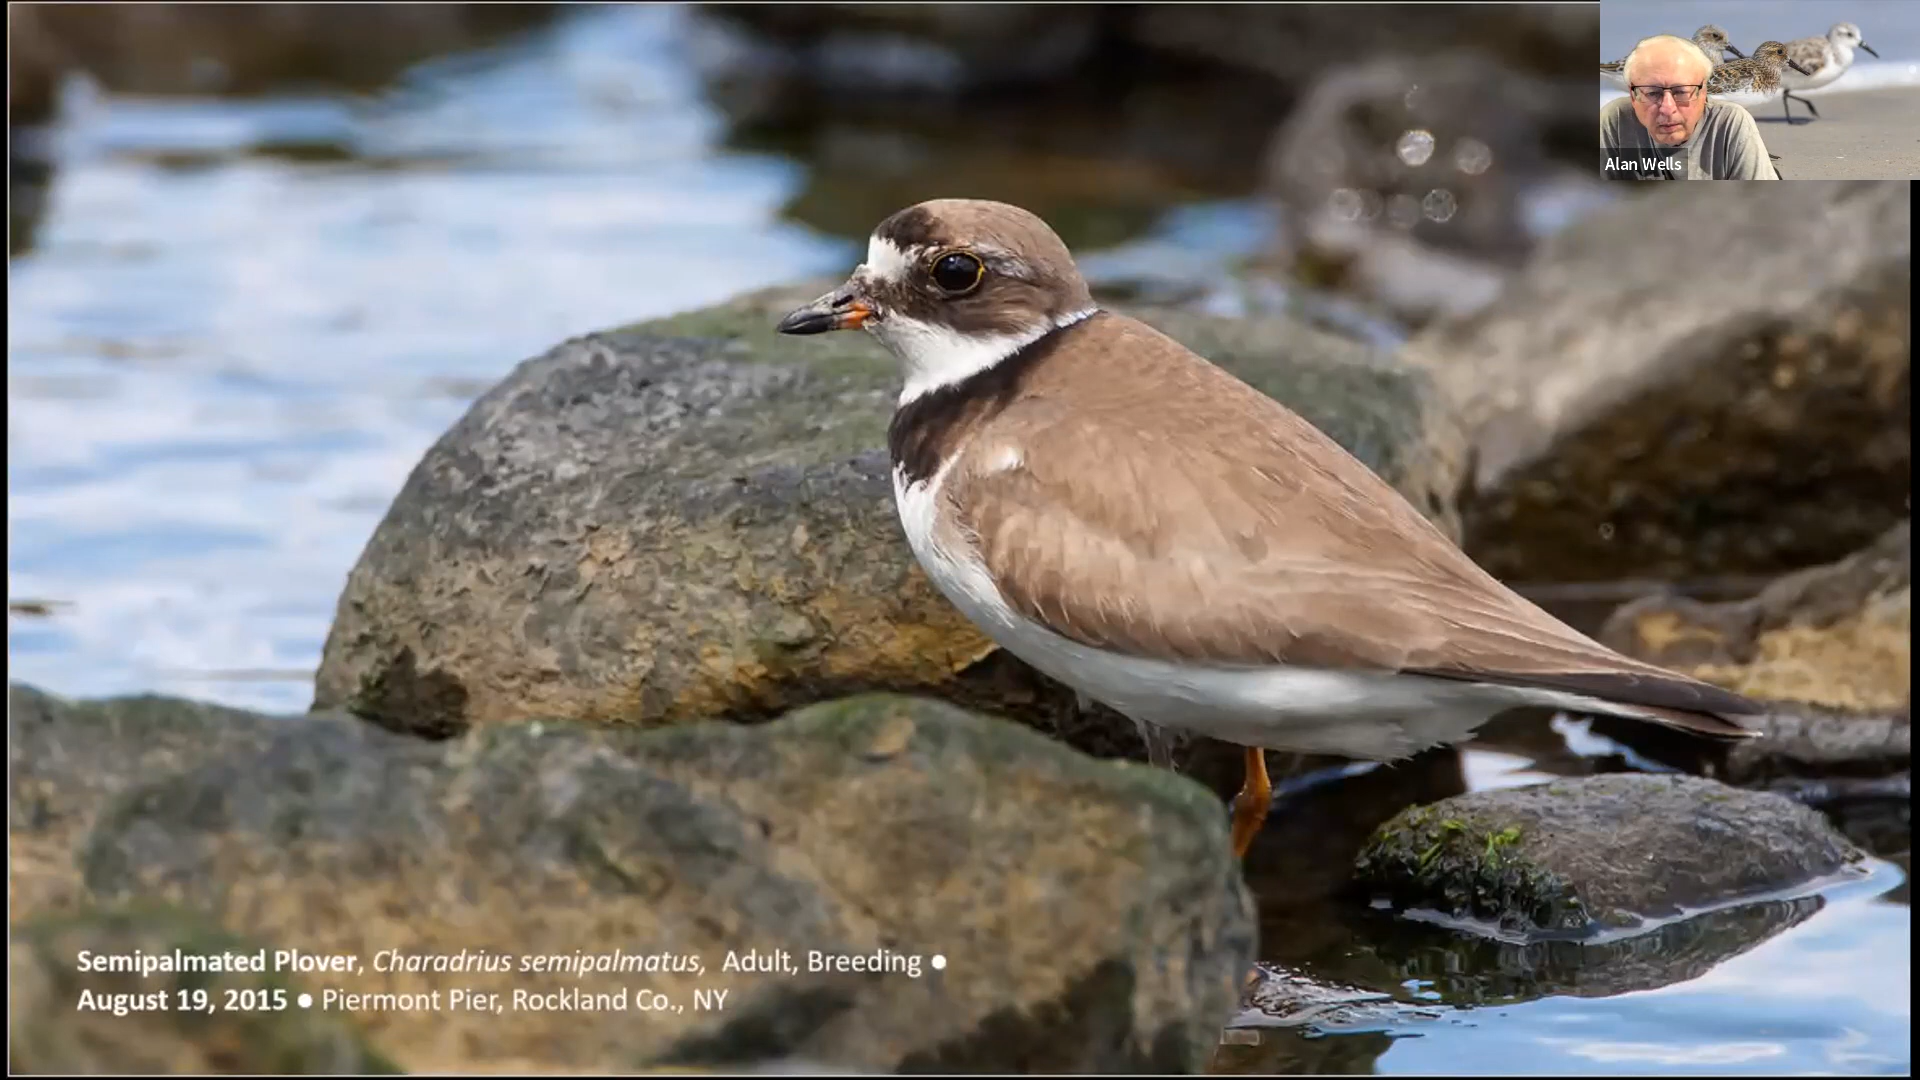 Alan Wells
Semipalmated Plover, Charadrius semipalmatus, Adult, Breeding ●
August 19, 2015 ● Piermont Pier, Rockland Co., NY